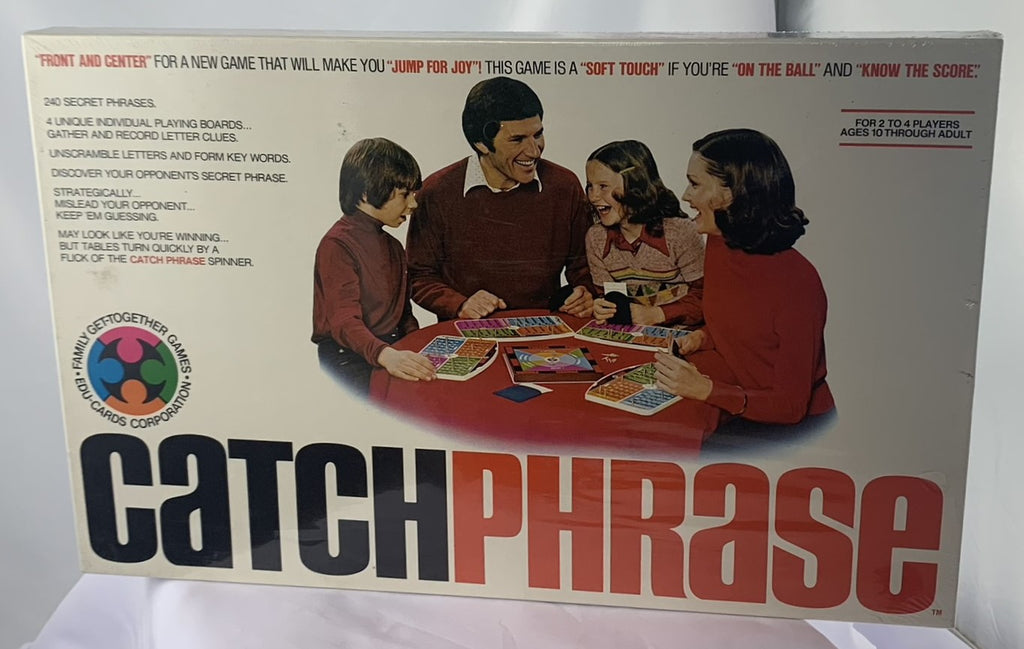 "FRONT AND CENTER" FOR A NEW GAME THAT WILL MAKE YOU "JUMP FOR JOY"! THIS GAME IS A "SOFT TOUCH" IF YOU'RE "ON THE BALL" AND "KNOW THE SCORE".
240 SECRET PHRASES.
4 UNIQUE INDIVIDUAL PLAYING BOARDS...
GATHER AND RECORD LETTER CLUES.
UNSCRAMBLE LETTERS AND FORM KEY WORDS.
DISCOVER YOUR OPPONENT'S SECRET PHRASE.
STRATEGICALLY...
MISLEAD YOUR OPPONENT...
KEEP 'EM GUESSING.
MAY LOOK LIKE YOU'RE WINNING...
BUT TABLES TURN QUICKLY BY A
FLICK OF THE CATCH PHRASE SPINNER.
FOR 2 TO 4 PLAYERS
AGES 10 THROUGH ADULT
FAMILY GET-TOGETHER GAMES
• EDU-CARDS CORPORATION •
CATCHPHRASE
TM